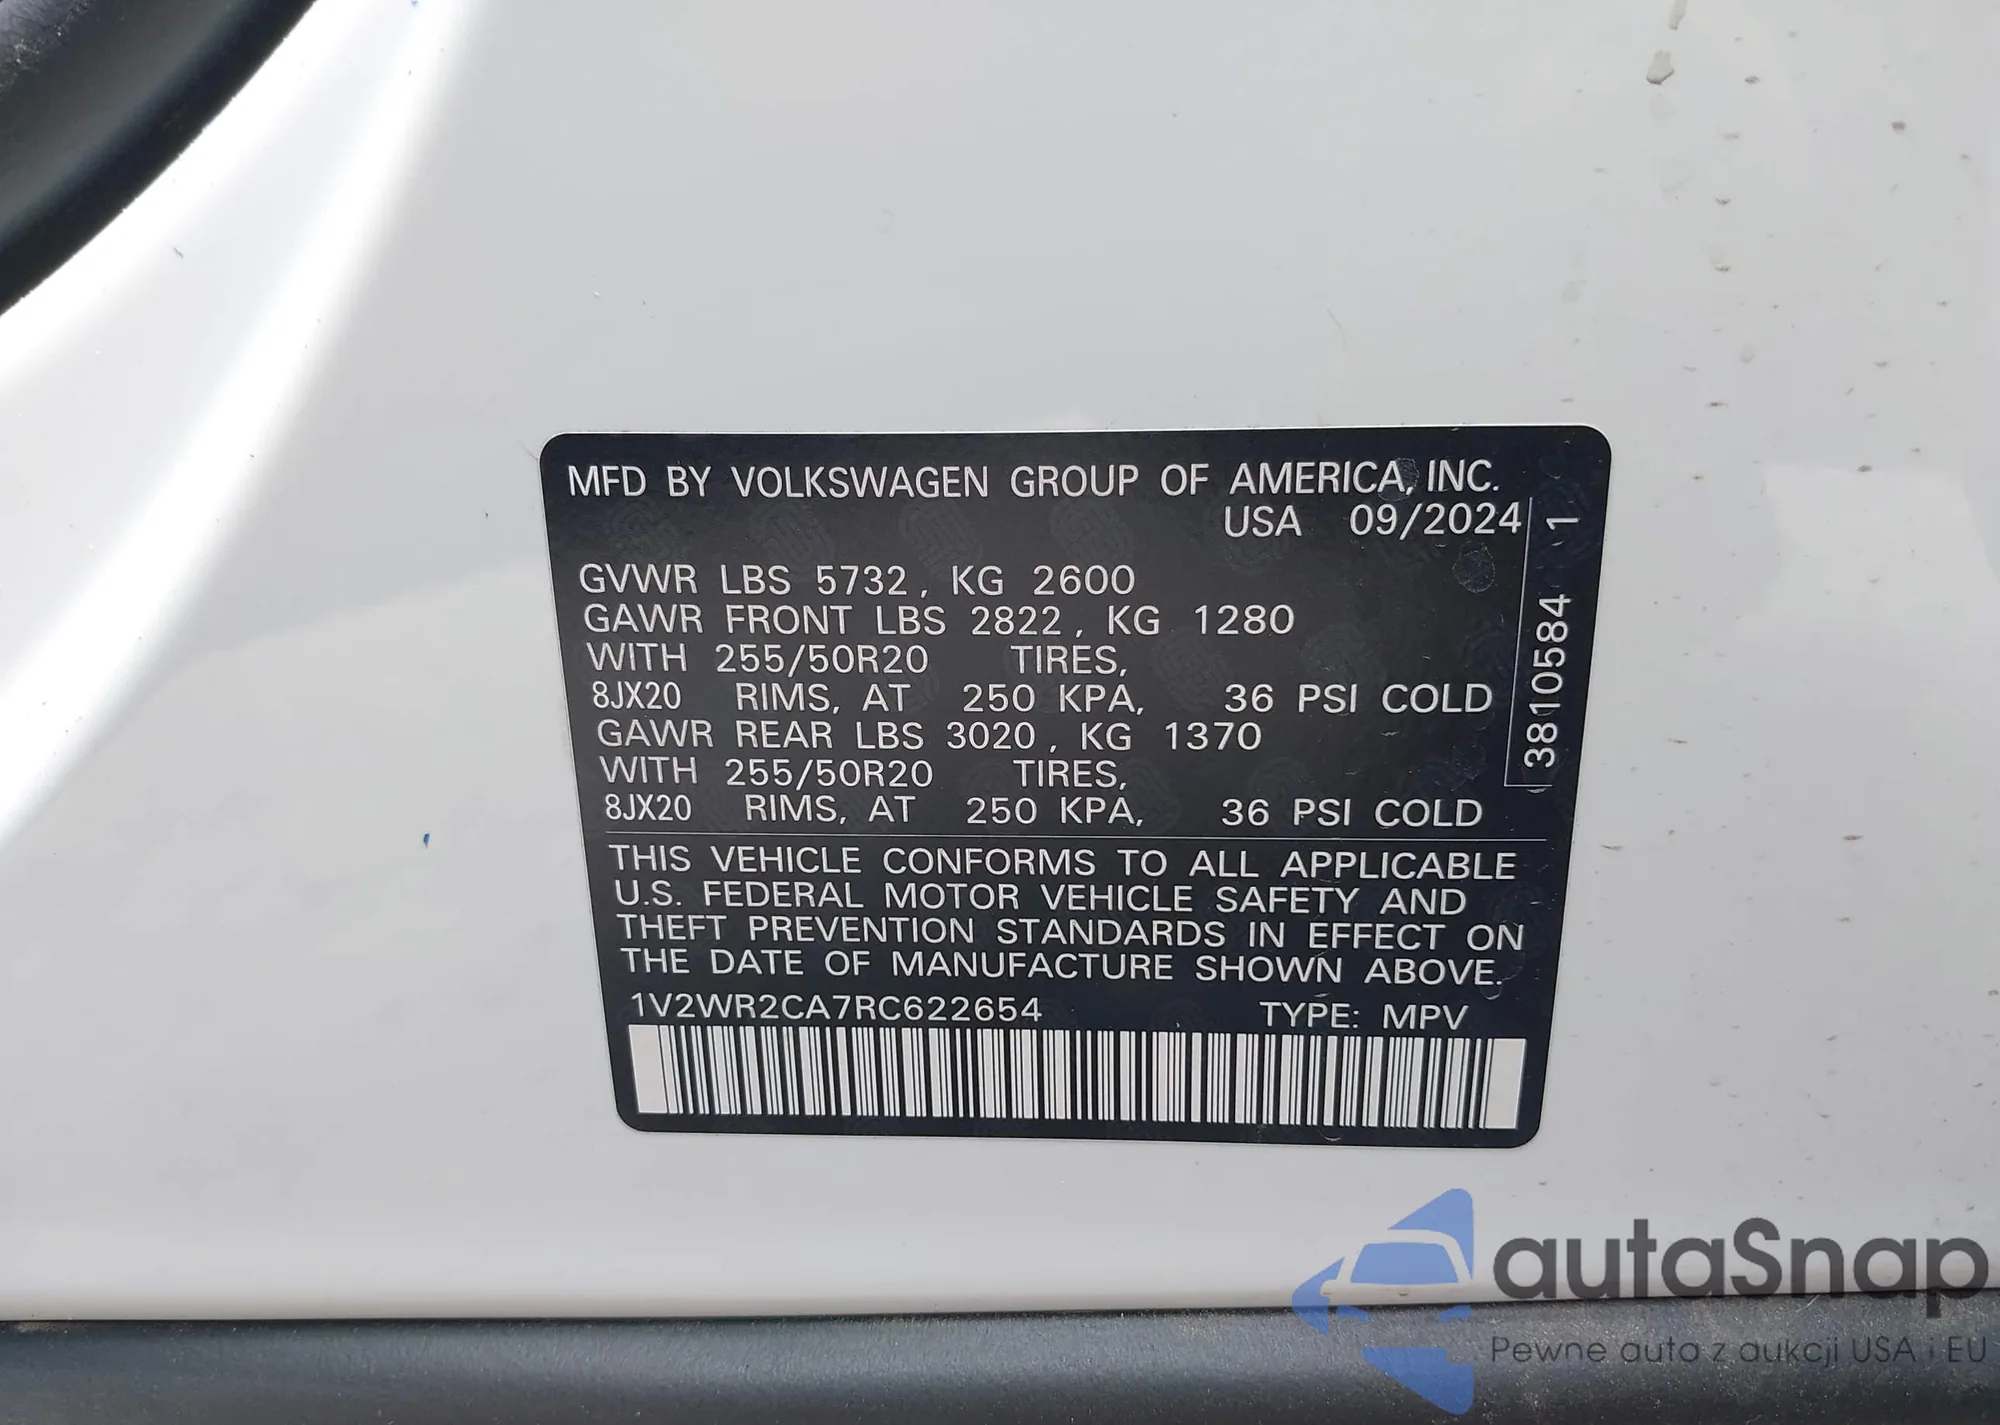 MFD BY VOLKSWAGEN GROUP OF AMERICA, INC.
USA 09/2024
GVWR LBS 5732, KG 2600
GAWR FRONT LBS 2822, KG 1280
WITH 255/50R20 TIRES,
8JX20 RIMS, AT 250 KPA, 36 PSI COLD
GAWR REAR LBS 3020, KG 1370
WITH 255/50R20 TIRES,
8JX20 RIMS, AT 250 KPA, 36 PSI COLD
THIS VEHICLE CONFORMS TO ALL APPLICABLE
U.S. FEDERAL MOTOR VEHICLE SAFETY AND
THEFT PREVENTION STANDARDS IN EFFECT ON
THE DATE OF MANUFACTURE SHOWN ABOVE.
1V2WR2CA7RC622654 TYPE: MPV
3810584 1
autaSnap
Pewne auta z aukcji USA i EU